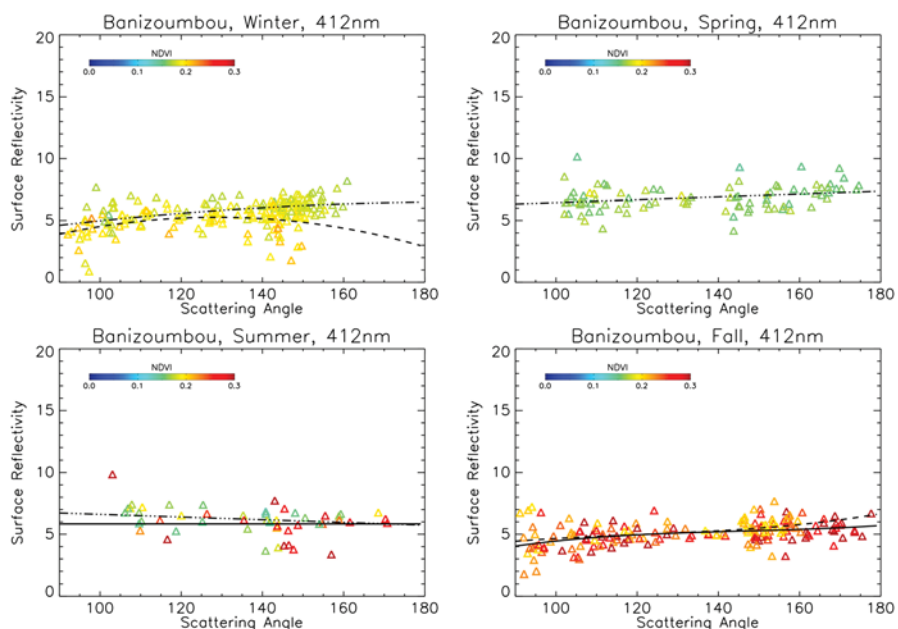 Banizoumbou, Winter, 412nm
NDVI
0.0 0.1 0.2 0.3
20
15
10
5
0
Surface Reflectivity
100 120 140 160 180
Scattering Angle
Banizoumbou, Spring, 412nm
NDVI
0.0 0.1 0.2 0.3
20
15
10
5
0
Surface Reflectivity
100 120 140 160 180
Scattering Angle
Banizoumbou, Summer, 412nm
NDVI
0.0 0.1 0.2 0.3
20
15
10
5
0
Surface Reflectivity
100 120 140 160 180
Scattering Angle
Banizoumbou, Fall, 412nm
NDVI
0.0 0.1 0.2 0.3
20
15
10
5
0
Surface Reflectivity
100 120 140 160 180
Scattering Angle